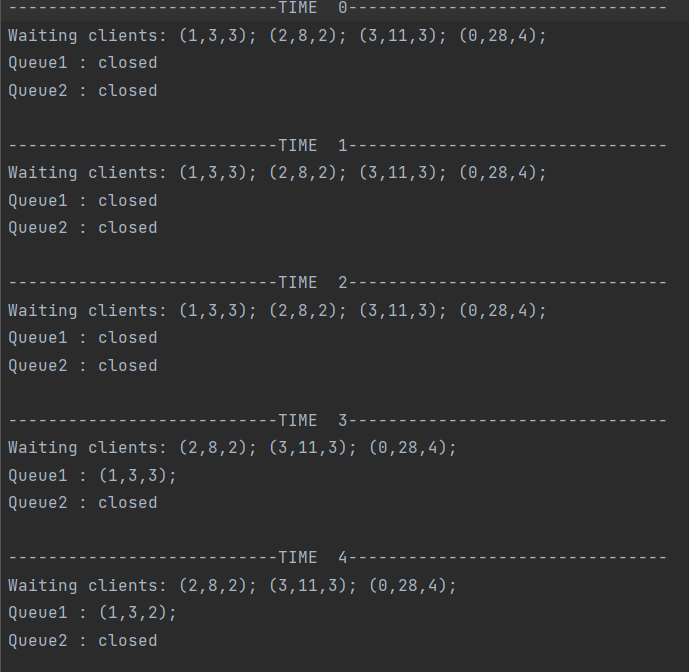 ---------------------------TIME  0--------------------------------
Waiting clients: (1,3,3); (2,8,2); (3,11,3); (0,28,4);
Queue1 : closed
Queue2 : closed
---------------------------TIME  1--------------------------------
Waiting clients: (1,3,3); (2,8,2); (3,11,3); (0,28,4);
Queue1 : closed
Queue2 : closed
---------------------------TIME  2--------------------------------
Waiting clients: (1,3,3); (2,8,2); (3,11,3); (0,28,4);
Queue1 : closed
Queue2 : closed
---------------------------TIME  3--------------------------------
Waiting clients: (2,8,2); (3,11,3); (0,28,4);
Queue1 : (1,3,3);
Queue2 : closed
---------------------------TIME  4--------------------------------
Waiting clients: (2,8,2); (3,11,3); (0,28,4);
Queue1 : (1,3,2);
Queue2 : closed